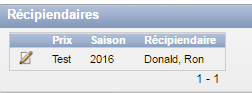 Récipiendaires
Prix Saison Récipiendaire
Test 2016 Donald, Ron
1 - 1